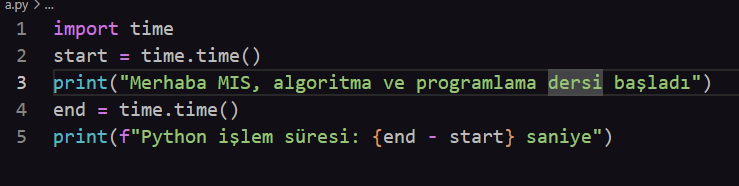 a.py > ...
1 import time
2 start = time.time()
3 print("Merhaba MIS, algoritma ve programlama dersi başladı")
4 end = time.time()
5 print(f"Python işlem süresi: {end - start} saniye")